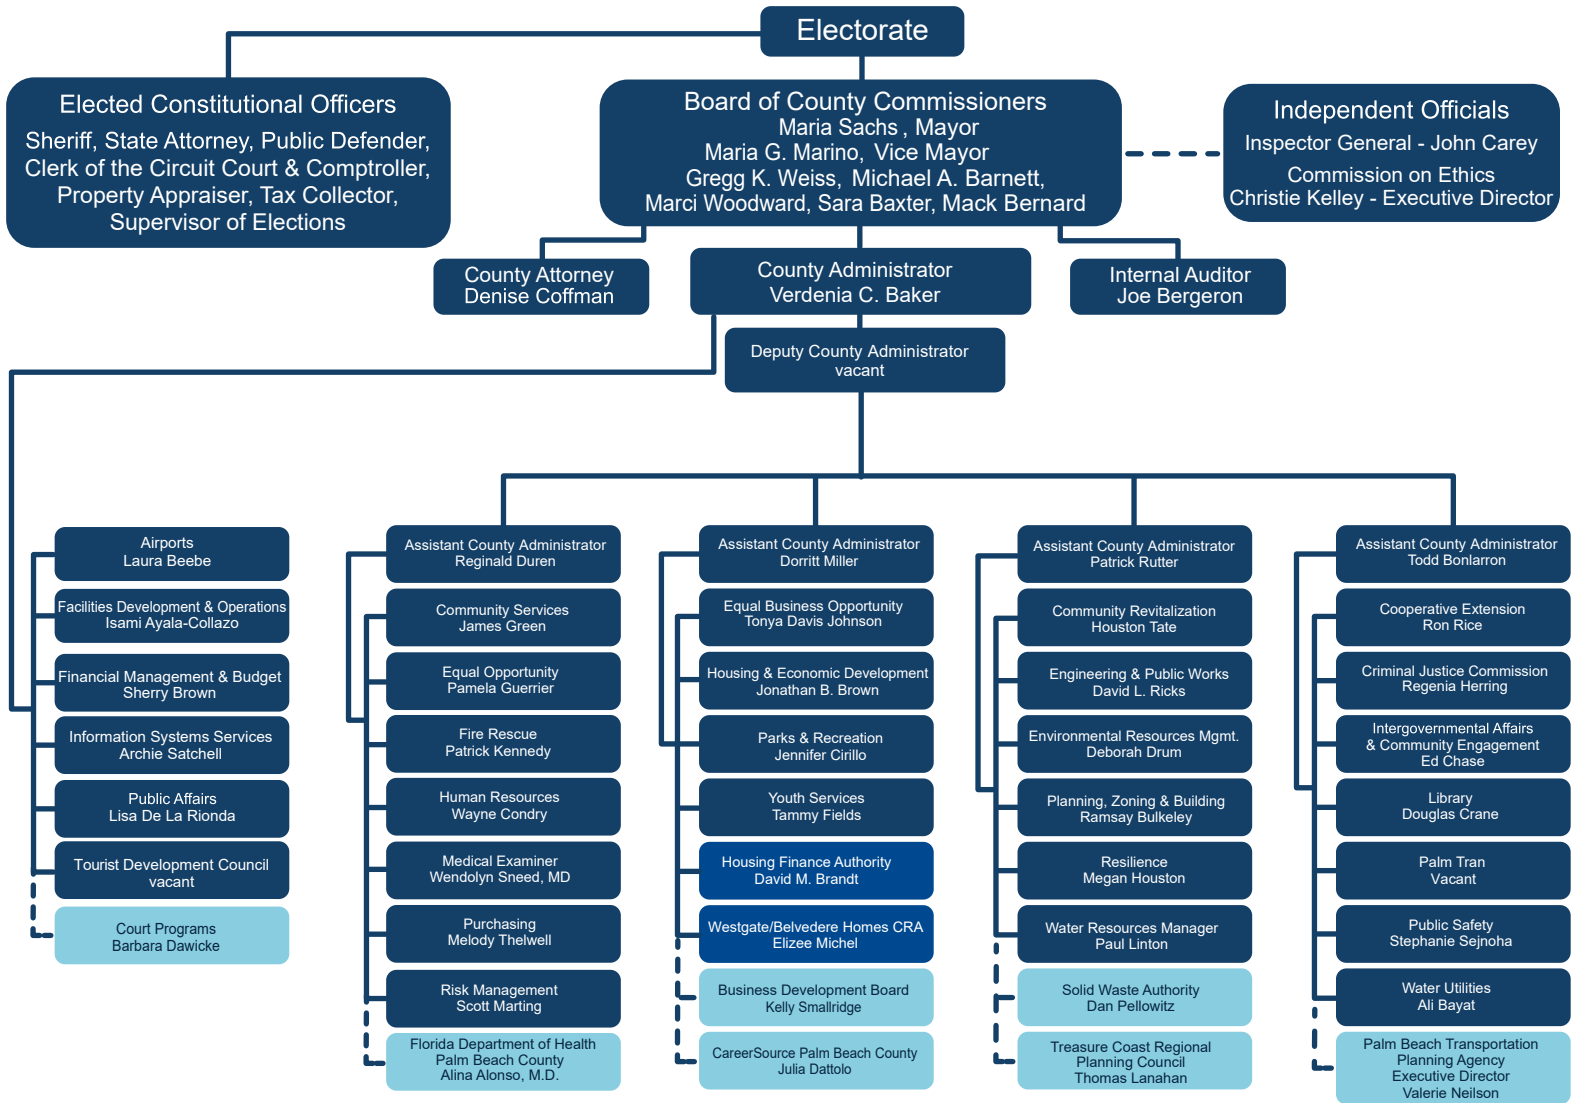 Electorate
Elected Constitutional Officers
Sheriff, State Attorney, Public Defender,
Clerk of the Circuit Court & Comptroller,
Property Appraiser, Tax Collector,
Supervisor of Elections
Board of County Commissioners
Maria Sachs , Mayor
Maria G. Marino, Vice Mayor
Gregg K. Weiss, Michael A. Barnett,
Marci Woodward, Sara Baxter, Mack Bernard
Independent Officials
Inspector General - John Carey
Commission on Ethics
Christie Kelley - Executive Director
County Attorney
Denise Coffman
County Administrator
Verdenia C. Baker
Internal Auditor
Joe Bergeron
Deputy County Administrator
vacant
Airports
Laura Beebe
Facilities Development & Operations
Isami Ayala-Collazo
Financial Management & Budget
Sherry Brown
Information Systems Services
Archie Satchell
Public Affairs
Lisa De La Rionda
Tourist Development Council
vacant
Court Programs
Barbara Dawicke
Assistant County Administrator
Reginald Duren
Community Services
James Green
Equal Opportunity
Pamela Guerrier
Fire Rescue
Patrick Kennedy
Human Resources
Wayne Condry
Medical Examiner
Wendolyn Sneed, MD
Purchasing
Melody Thelwell
Risk Management
Scott Marting
Florida Department of Health
Palm Beach County
Alina Alonso, M.D.
Assistant County Administrator
Dorritt Miller
Equal Business Opportunity
Tonya Davis Johnson
Housing & Economic Development
Jonathan B. Brown
Parks & Recreation
Jennifer Cirillo
Youth Services
Tammy Fields
Housing Finance Authority
David M. Brandt
Westgate/Belvedere Homes CRA
Elizee Michel
Business Development Board
Kelly Smallridge
CareerSource Palm Beach County
Julia Dattolo
Assistant County Administrator
Patrick Rutter
Community Revitalization
Houston Tate
Engineering & Public Works
David L. Ricks
Environmental Resources Mgmt.
Deborah Drum
Planning, Zoning & Building
Ramsay Bulkeley
Resilience
Megan Houston
Water Resources Manager
Paul Linton
Solid Waste Authority
Dan Pellowitz
Treasure Coast Regional
Planning Council
Thomas Lanahan
Assistant County Administrator
Todd Bonlarron
Cooperative Extension
Ron Rice
Criminal Justice Commission
Regenia Herring
Intergovernmental Affairs
& Community Engagement
Ed Chase
Library
Douglas Crane
Palm Tran
Vacant
Public Safety
Stephanie Sejnoha
Water Utilities
Ali Bayat
Palm Beach Transportation
Planning Agency
Executive Director
Valerie Neilson